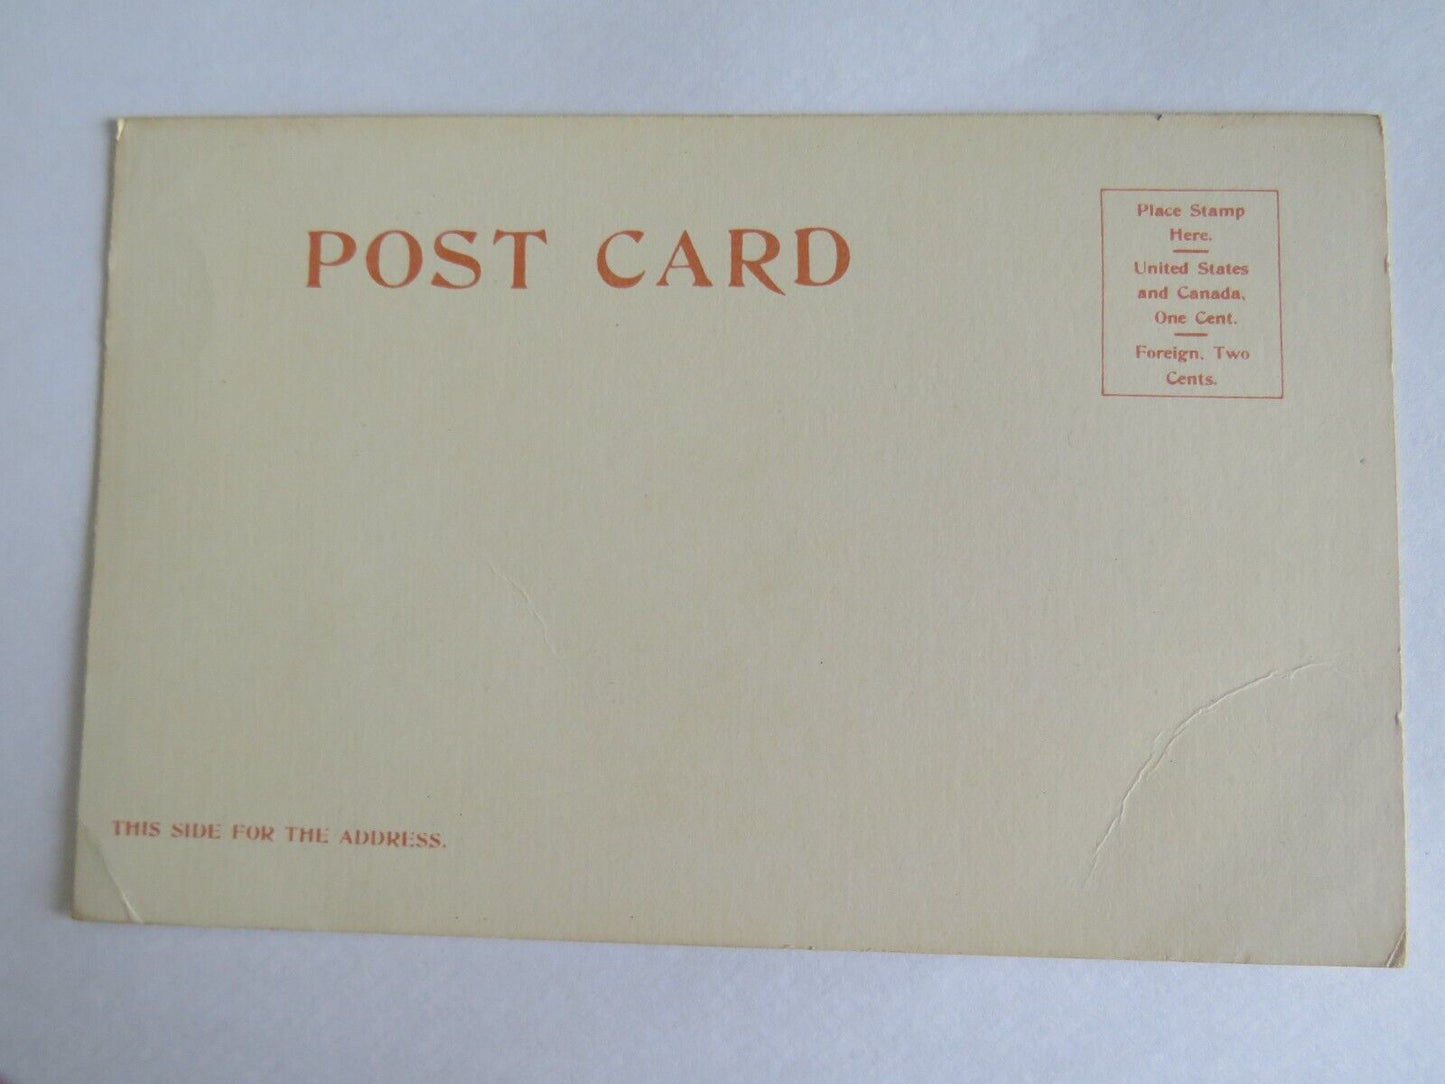 POST CARD
Place Stamp
Here.
United States
and Canada,
One Cent.
Foreign, Two
Cents.
THIS SIDE FOR THE ADDRESS.